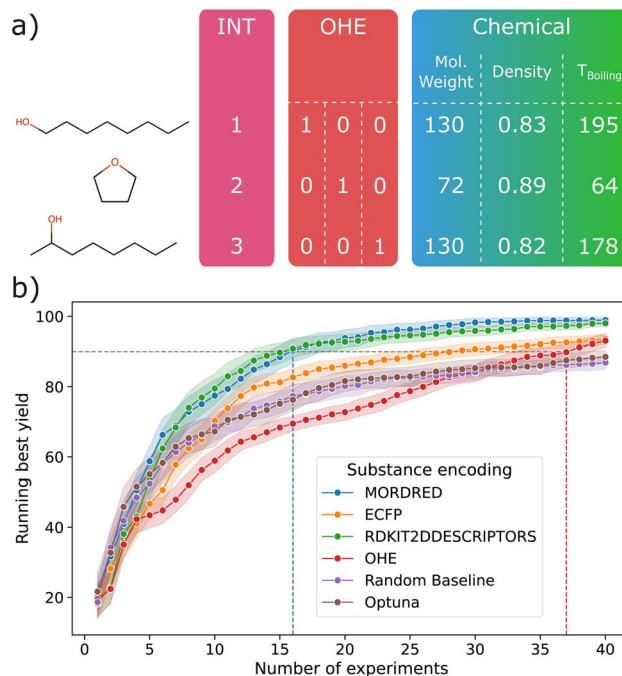 a)
INT OHE Chemical
Mol. Weight Density T Boiling
HO 1 1 0 0 130 0.83 195
O 2 0 1 0 72 0.89 64
OH 3 0 0 1 130 0.82 178
b)
100
80
60
40
20
Running best yield
Substance encoding
MORDRED
ECFP
RDKIT2DDESCRIPTORS
OHE
Random Baseline
Optuna
0 5 10 15 20 25 30 35 40
Number of experiments